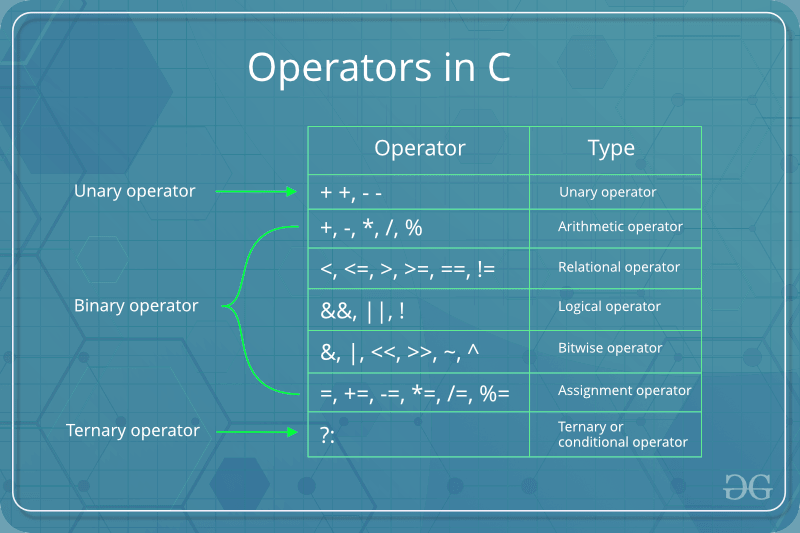 Operators in C
Operator Type
Unary operator + +, - - Unary operator
+, -, *, /, % Arithmetic operator
<, <=, >, >=, ==, != Relational operator
Binary operator &&, ||, ! Logical operator
&, |, <<, >>, ~, ^ Bitwise operator
=, +=, -=, *=, /=, %= Assignment operator
Ternary operator ?: Ternary or
conditional operator